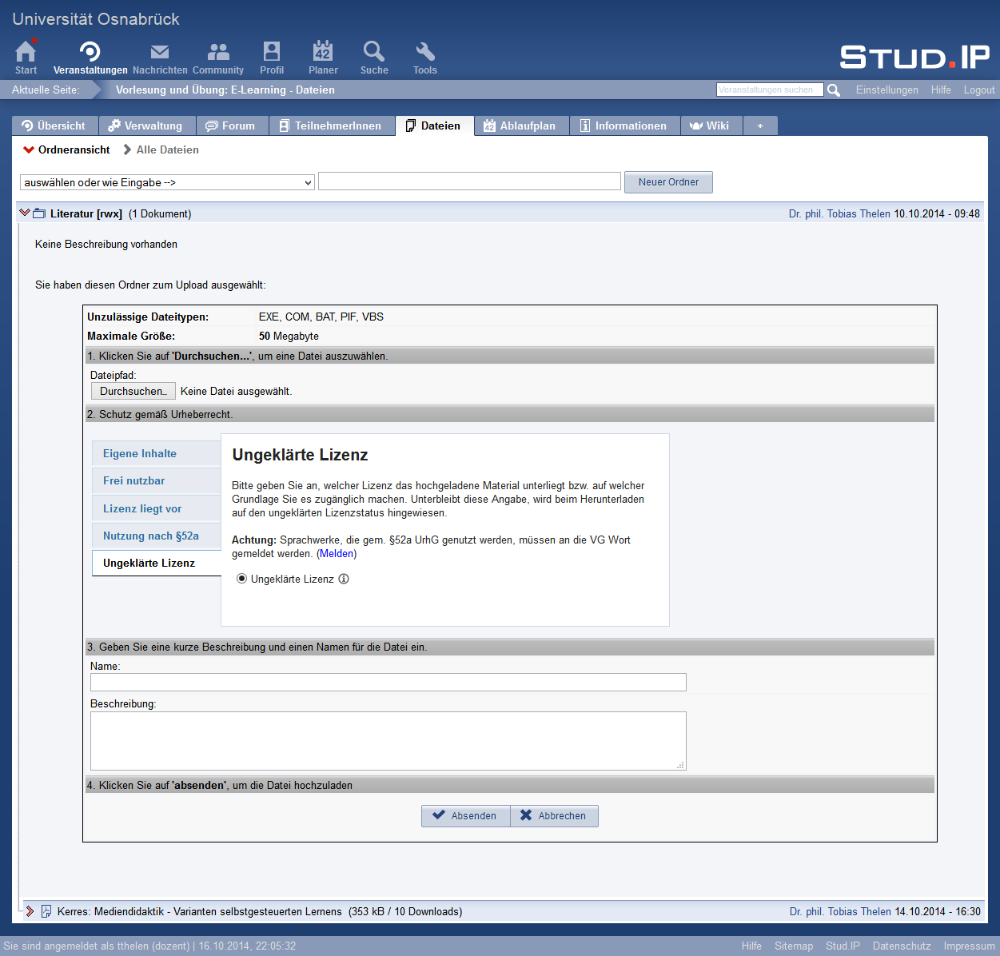 Universität Osnabrück
Start Veranstaltungen Nachrichten Community Profil 42 Planer Suche Tools
STUD.IP
Aktuelle Seite: Vorlesung und Übung: E-Learning - Dateien Veranstaltungen suchen Einstellungen Hilfe Logout
Übersicht Verwaltung Forum TeilnehmerInnen Dateien 42 Ablaufplan Informationen Wiki +
Ordneransicht Alle Dateien
auswählen oder wie Eingabe --> Neuer Ordner
Literatur [rwx] (1 Dokument) Dr. phil. Tobias Thelen 10.10.2014 - 09:48
Keine Beschreibung vorhanden
Sie haben diesen Ordner zum Upload ausgewählt:
Unzulässige Dateitypen: EXE, COM, BAT, PIF, VBS
Maximale Größe: 50 Megabyte
1. Klicken Sie auf 'Durchsuchen...', um eine Datei auszuwählen.
Dateipfad:
Durchsuchen… Keine Datei ausgewählt.
2. Schutz gemäß Urheberrecht.
Eigene Inhalte
Frei nutzbar
Lizenz liegt vor
Nutzung nach §52a
Ungeklärte Lizenz
Ungeklärte Lizenz
Bitte geben Sie an, welcher Lizenz das hochgeladene Material unterliegt bzw. auf welcher
Grundlage Sie es zugänglich machen. Unterbleibt diese Angabe, wird beim Herunterladen
auf den ungeklärten Lizenzstatus hingewiesen.
Achtung: Sprachwerke, die gem. §52a UrhG genutzt werden, müssen an die VG Wort
gemeldet werden. (Melden)
Ungeklärte Lizenz
3. Geben Sie eine kurze Beschreibung und einen Namen für die Datei ein.
Name:
Beschreibung:
4. Klicken Sie auf 'absenden', um die Datei hochzuladen
Absenden Abbrechen
Kerres: Mediendidaktik - Varianten selbstgesteuerten Lernens (353 kB / 10 Downloads) Dr. phil. Tobias Thelen 14.10.2014 - 16:30
Sie sind angemeldet als tthelen (dozent) | 16.10.2014, 22:05:32 Hilfe Sitemap Stud.IP Datenschutz Impressum